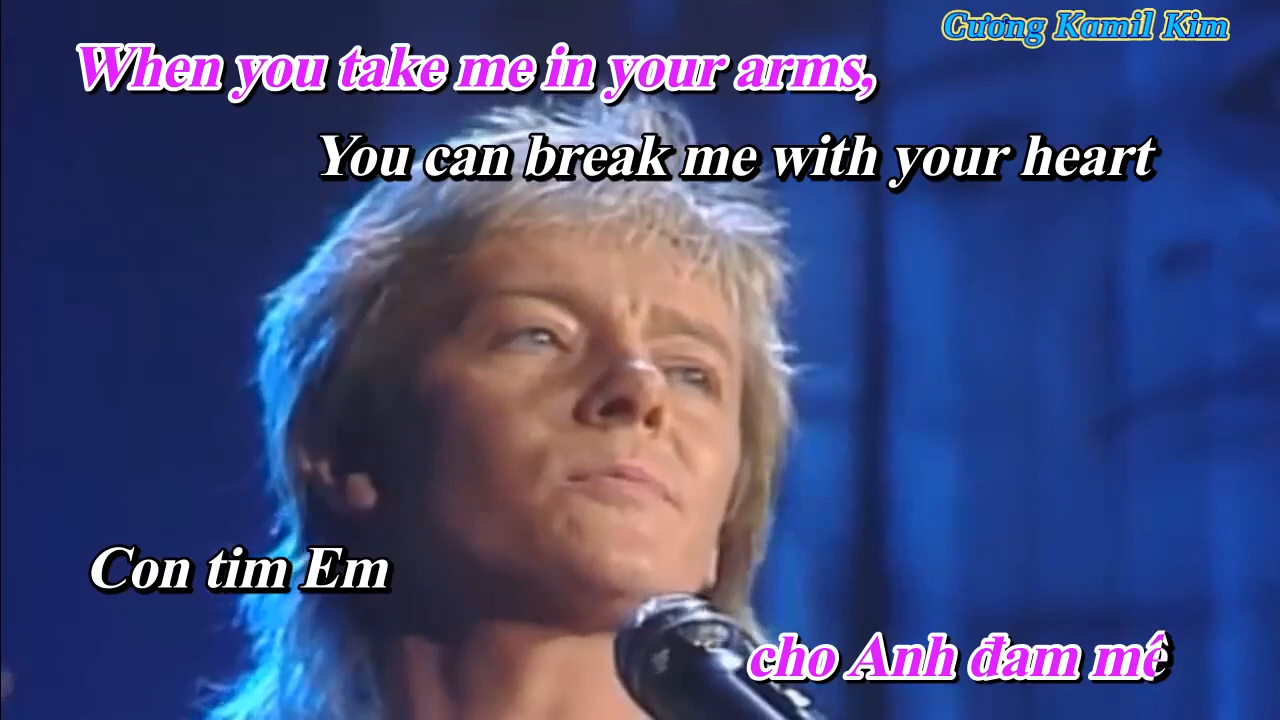 Cương Kamil Kim
When you take me in your arms,
You can break me with your heart
Con tim Em
cho Anh đam mê